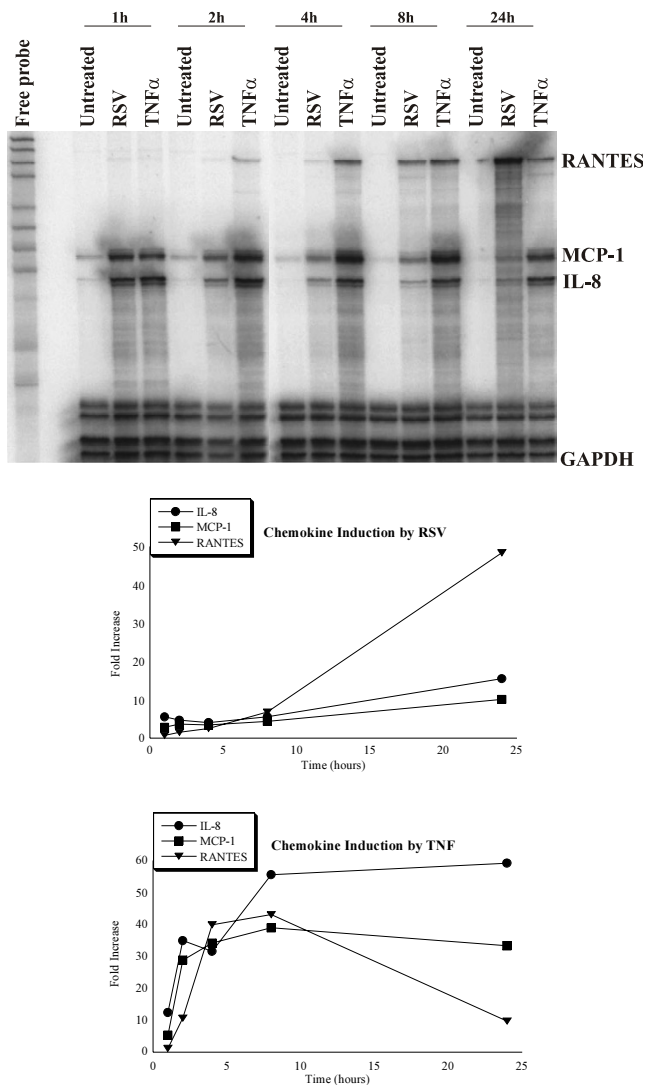 1h 2h 4h 8h 24h
Free probe
Untreated
RSV
TNFα
Untreated
RSV
TNFα
Untreated
RSV
TNFα
Untreated
RSV
TNFα
Untreated
RSV
TNFα
RANTES
MCP-1
IL-8
GAPDH
IL-8
MCP-1
RANTES
Chemokine Induction by RSV
Fold Increase
50
40
30
20
10
0
0 5 10 15 20 25
Time (hours)
IL-8
MCP-1
RANTES
Chemokine Induction by TNF
Fold Increase
60
50
40
30
20
10
0
0 5 10 15 20 25
Time (hours)